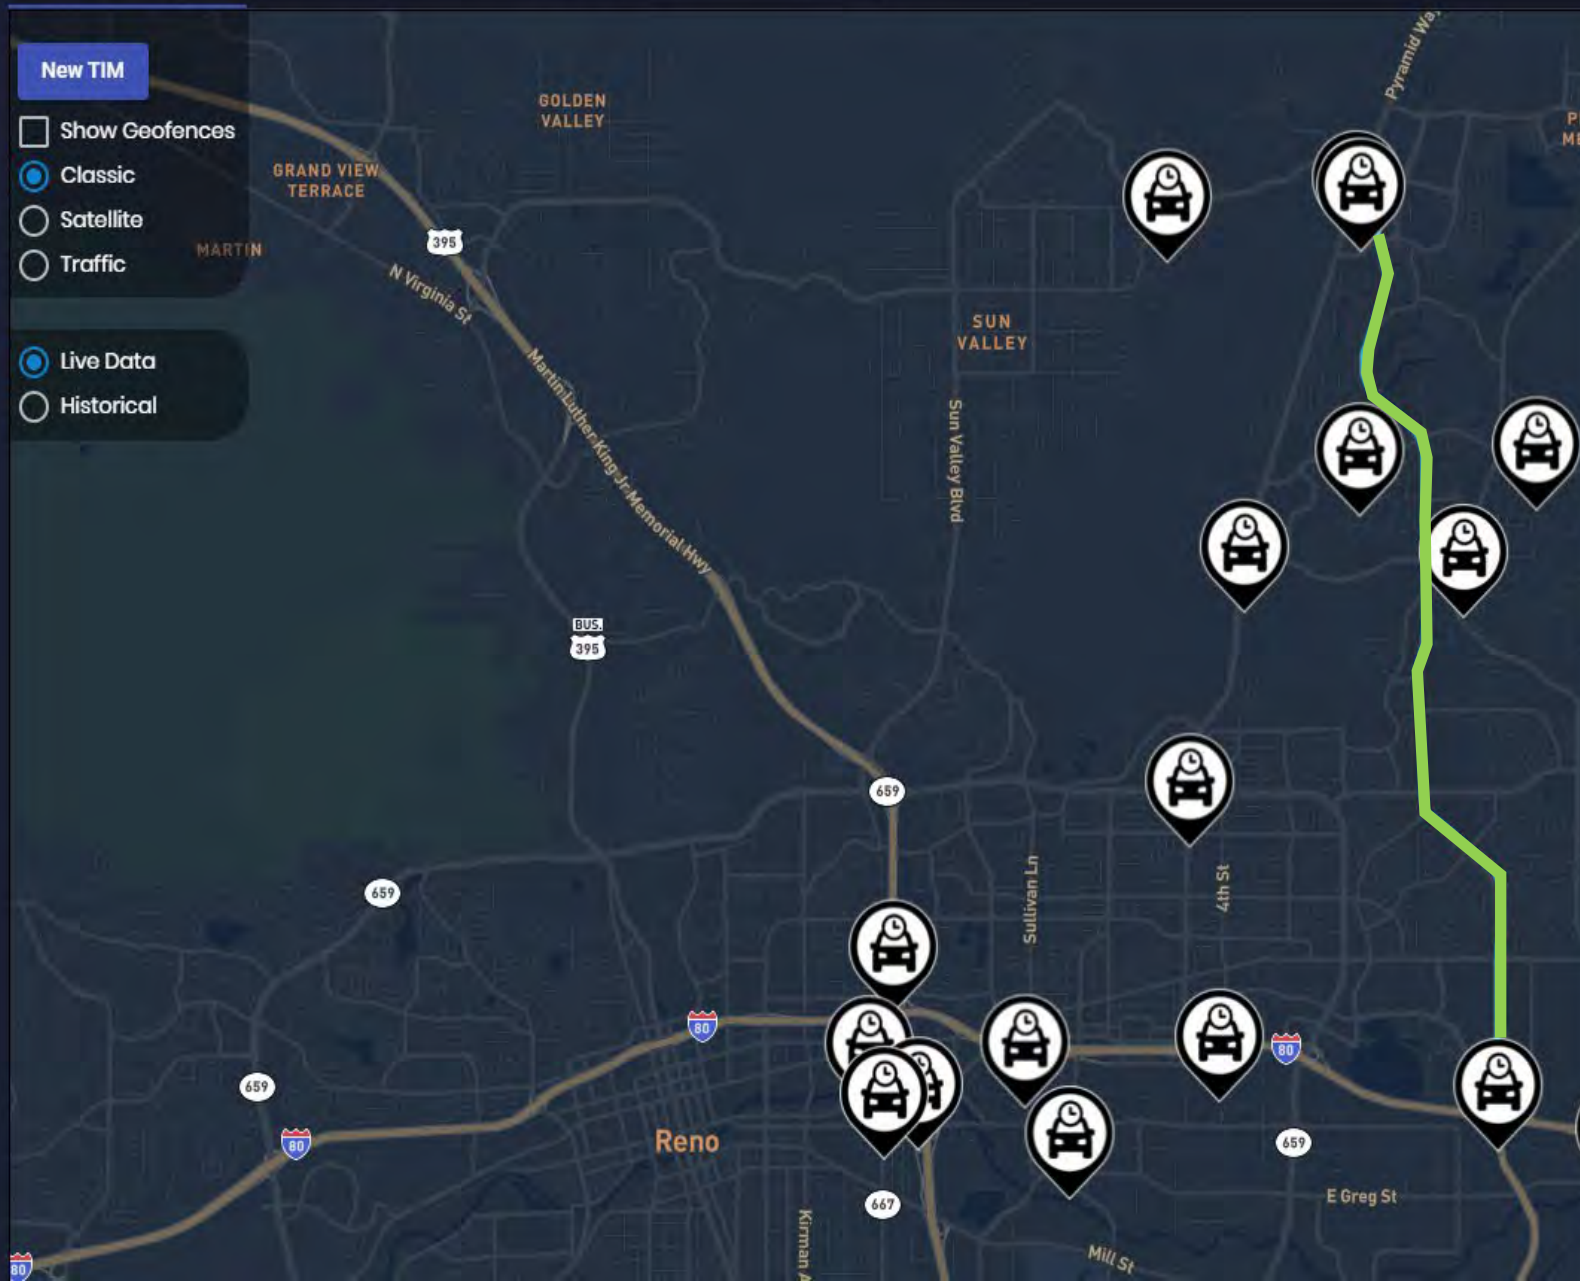 New TIM
Show Geofences
Classic
Satellite
Traffic
Live Data
Historical
GOLDEN
VALLEY
GRAND VIEW
TERRACE
MARTIN
395
N Virginia St
Martin Luther King Jr Memorial Hwy
SUN
VALLEY
Sun Valley Blvd
Pyramid Way
P
ME
BUS.
395
659
659
Sullivan Ln
4th St
80
80
659
80
Reno
659
667
E Greg St
Kirman A
Mill St
80